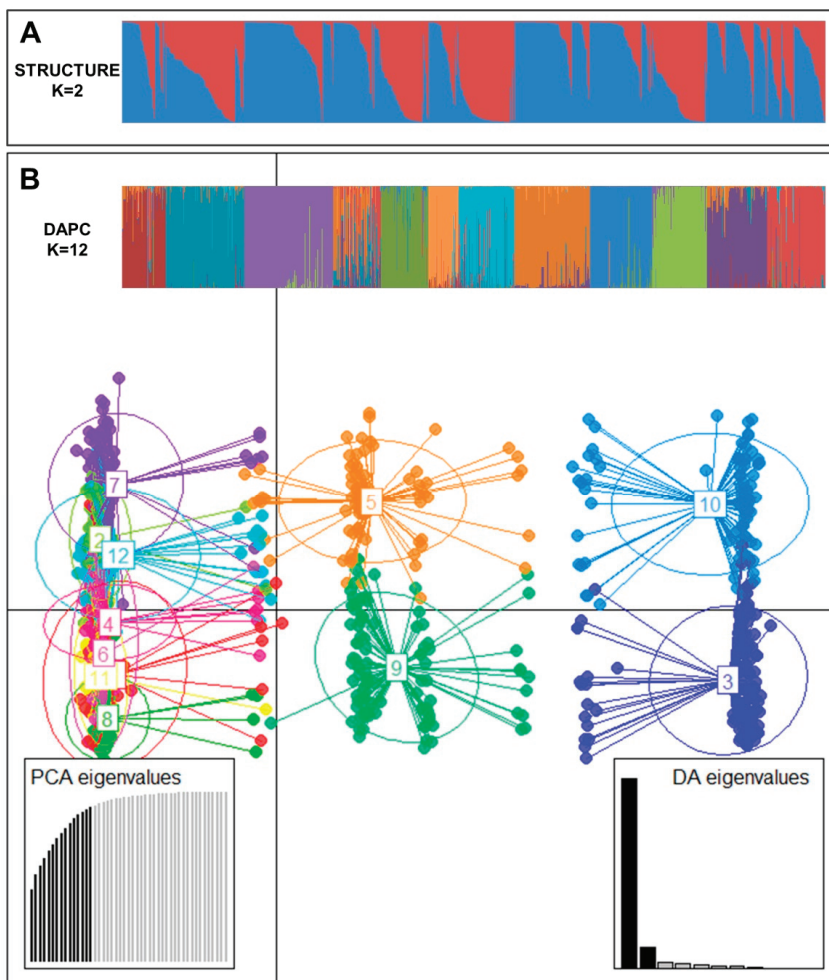 A
STRUCTURE
K=2
B
DAPC
K=12
7
2
12
5
10
4
6
11
9
3
8
PCA eigenvalues
DA eigenvalues